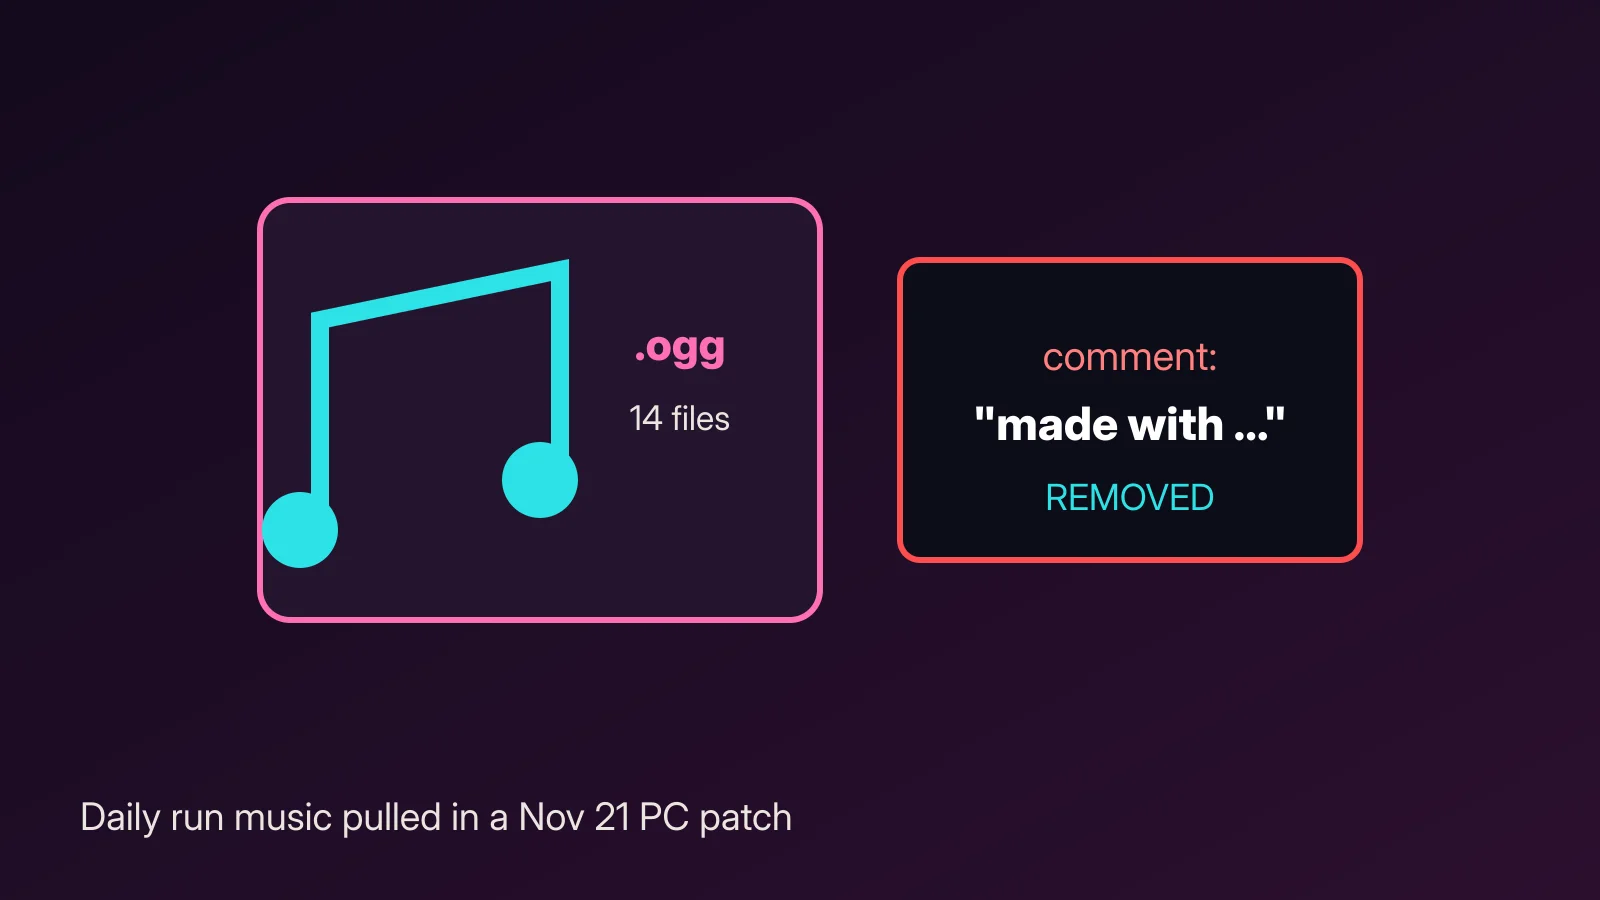 .ogg
14 files
comment:
"made with ..."
REMOVED
Daily run music pulled in a Nov 21 PC patch